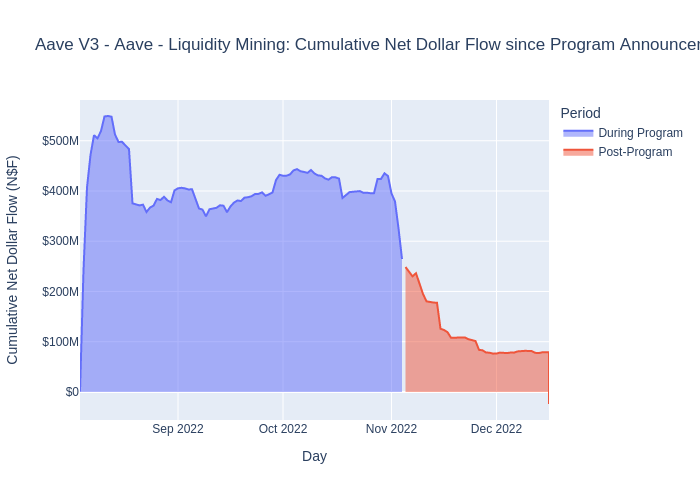 Aave V3 - Aave - Liquidity Mining: Cumulative Net Dollar Flow since Program
Period
During Program
Post-Program
Cumulative Net Dollar Flow (N$F)
$500M
$400M
$300M
$200M
$100M
$0
Sep 2022
Oct 2022
Nov 2022
Dec 2022
Day